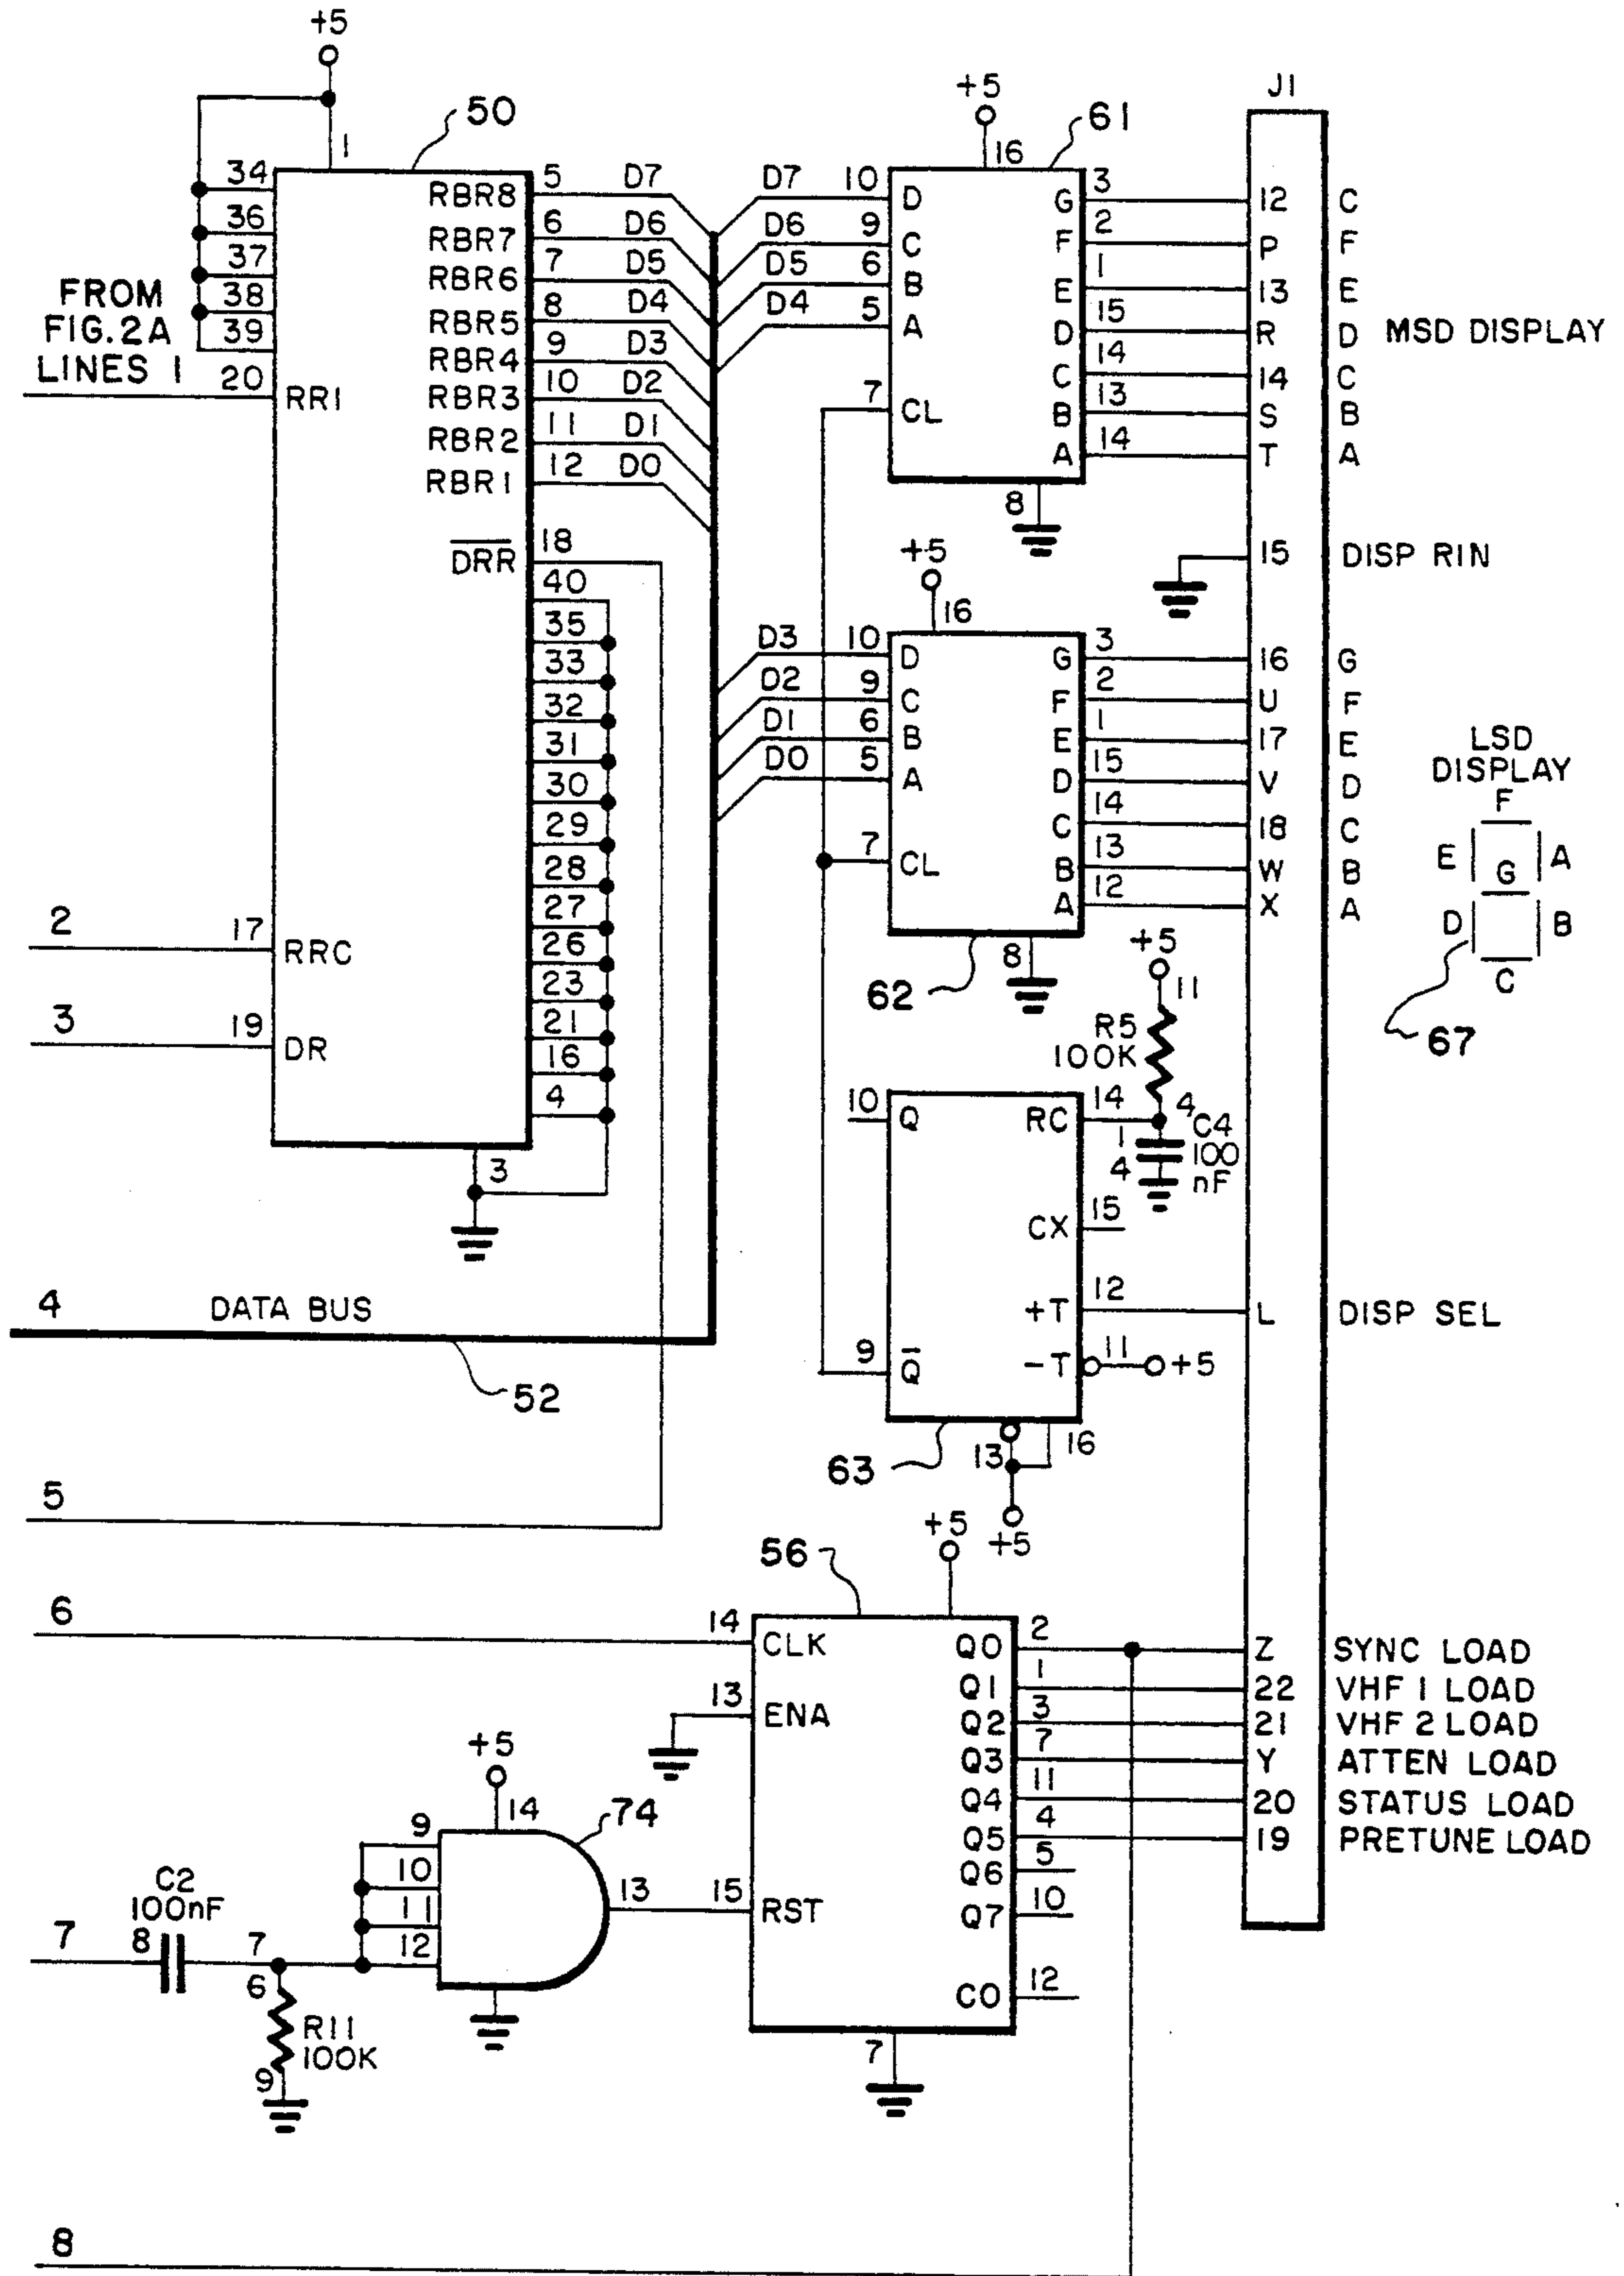 +5
1
50
34
36
37
38
39
FROM
FIG.2A
LINES 1
20
RRI
RBR8 5 D7
RBR7 6 D6
RBR6 7 D5
RBR5 8 D4
RBR4 9 D3
RBR3 10 D2
RBR2 11 D1
RBR1 12 D0
DRR 18
40
35
33
32
31
30
29
28
27
26
23
21
16
4
2
17 RRC
3
19 DR
3
4 DATA BUS
52
5
+5
16
61
D7 10 D
D6 9 C
D5 6 B
D4 5 A
7 CL
G 3
F 2
E 1
D 15
C 14
B 13
A 14
8
J1
12 C
P F
13 E
R D MSD DISPLAY
14 C
S B
T A
15 DISP RIN
+5
16
D3 10 D
D2 9 C
D1 6 B
D0 5 A
7 CL
G 3
F 2
E 1
D 15
C 14
B 13
A 12
8
62
16 G
U F
17 E
V D
18 C
W B
X A
LSD
DISPLAY
F
E G A
D B
C
67
+5
11
R5
100K
10 Q
RC 14
4
1
4
C4
100
nF
CX 15
+T 12
L DISP SEL
9 Q
-T 11 +5
13 16
63
+5
+5
56
6
14 CLK
13 ENA
15 RST
Q0 2
Q1 1
Q2 3
Q3 7
Q4 11
Q5 4
Q6 5
Q7 10
CO 12
7
Z SYNC LOAD
22 VHF 1 LOAD
21 VHF 2 LOAD
Y ATTEN LOAD
20 STATUS LOAD
19 PRETUNE LOAD
+5
14
74
9
10
11
12
13
C2
100nF
7
8
7
6
R11
100K
9
8